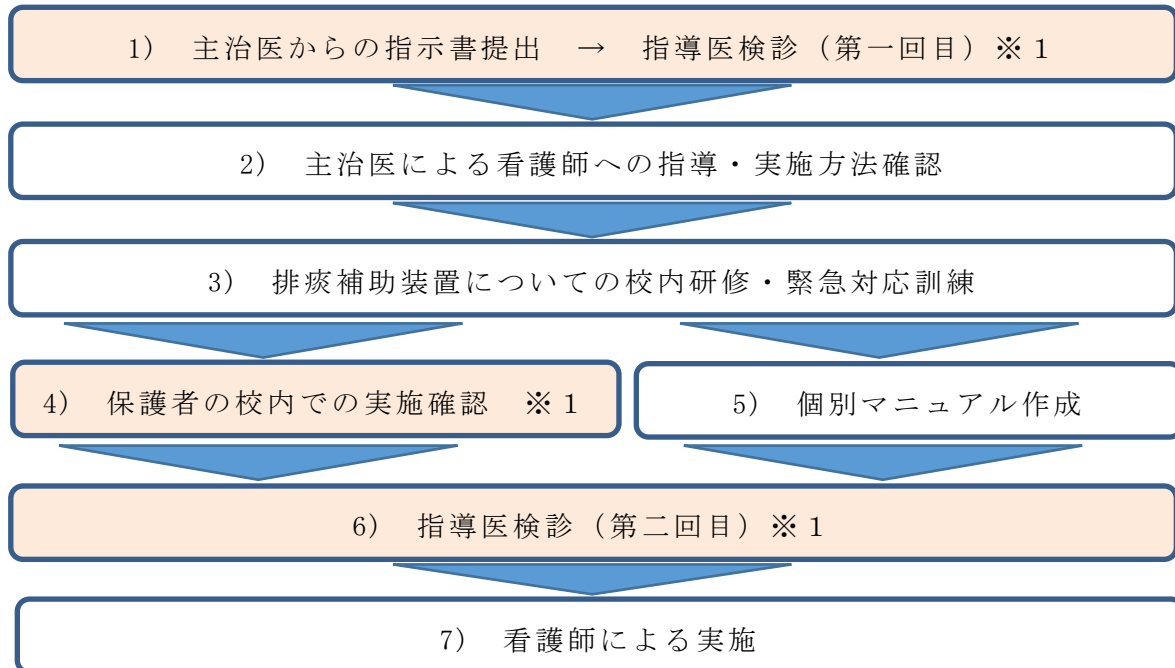 1) 主治医からの指示書提出 → 指導医検診（第一回目）※１
2) 主治医による看護師への指導・実施方法確認
3) 排痰補助装置についての校内研修・緊急対応訓練
4) 保護者の校内での実施確認 ※１
5) 個別マニュアル作成
6) 指導医検診（第二回目）※１
7) 看護師による実施